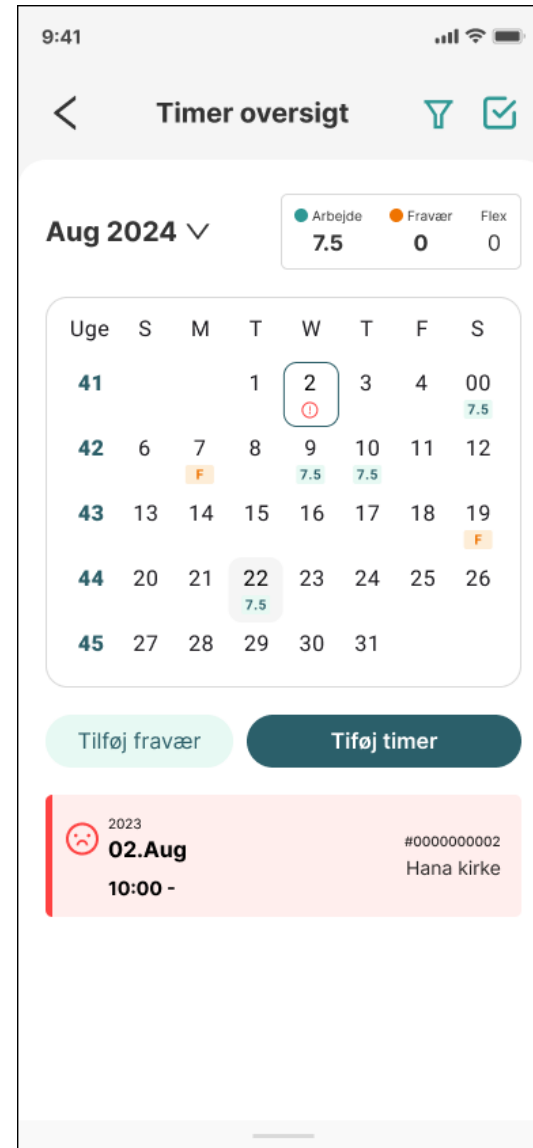 9:41
Timer oversigt
Aug 2024
Arbejde Fravær Flex
7.5 0 0
Uge S M T W T F S
41 1 2 3 4 00
7.5
42 6 7 8 9 10 11 12
F 7.5 7.5
43 13 14 15 16 17 18 19
F
44 20 21 22 23 24 25 26
7.5
45 27 28 29 30 31
Tilføj fravær Tiføj timer
2023
02.Aug
#0000000002
10:00 -
Hana kirke